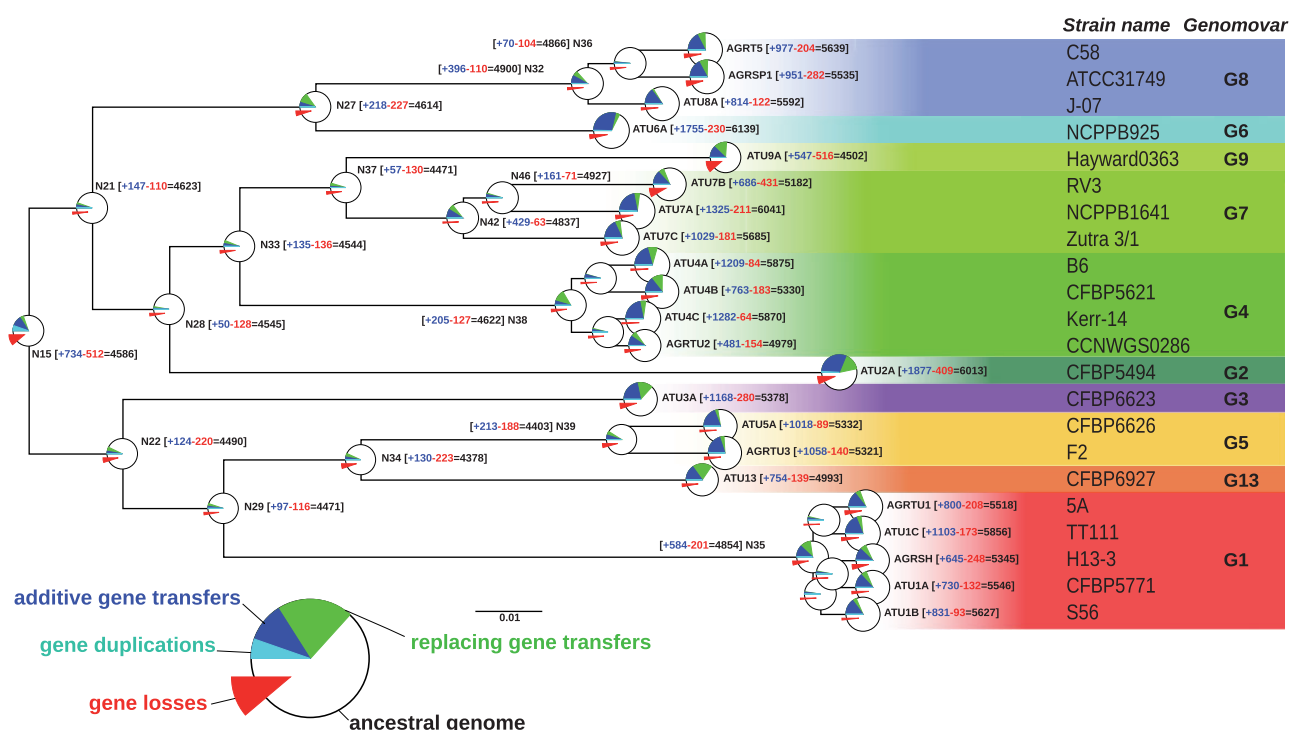 Strain name Genomovar
[+70-104=4866] N36
AGRT5 [+977-204=5639]
C58
[+396-110=4900] N32
AGRSP1 [+951-282=5535]
ATCC31749
G8
N27 [+218-227=4614]
ATU8A [+814-122=5592]
J-07
ATU6A [+1755-230=6139]
NCPPB925
G6
ATU9A [+547-516=4502]
Hayward0363
G9
N37 [+57-130=4471]
N46 [+161-71=4927]
ATU7B [+686-431=5182]
RV3
N21 [+147-110=4623]
ATU7A [+1325-211=6041]
NCPPB1641
G7
N42 [+429-63=4837]
ATU7C [+1029-181=5685]
Zutra 3/1
N33 [+135-136=4544]
ATU4A [+1209-84=5875]
B6
ATU4B [+763-183=5330]
CFBP5621
G4
N28 [+50-128=4545]
[+205-127=4622] N38
ATU4C [+1282-64=5870]
Kerr-14
AGRTU2 [+481-154=4979]
CCNWGS0286
N15 [+734-512=4586]
ATU2A [+1877-409=6013]
CFBP5494
G2
ATU3A [+1168-280=5378]
CFBP6623
G3
[+213-188=4403] N39
ATU5A [+1018-89=5332]
CFBP6626
G5
N22 [+124-220=4490]
AGRTU3 [+1058-140=5321]
F2
N34 [+130-223=4378]
ATU13 [+754-139=4993]
CFBP6927
G13
N29 [+97-116=4471]
AGRTU1 [+800-208=5518]
5A
ATU1C [+1103-173=5856]
TT111
[+584-201=4854] N35
AGRSH [+645-248=5345]
H13-3
G1
ATU1A [+730-132=5546]
CFBP5771
ATU1B [+831-93=5627]
S56
additive gene transfers
0.01
gene duplications
replacing gene transfers
gene losses
ancestral genome